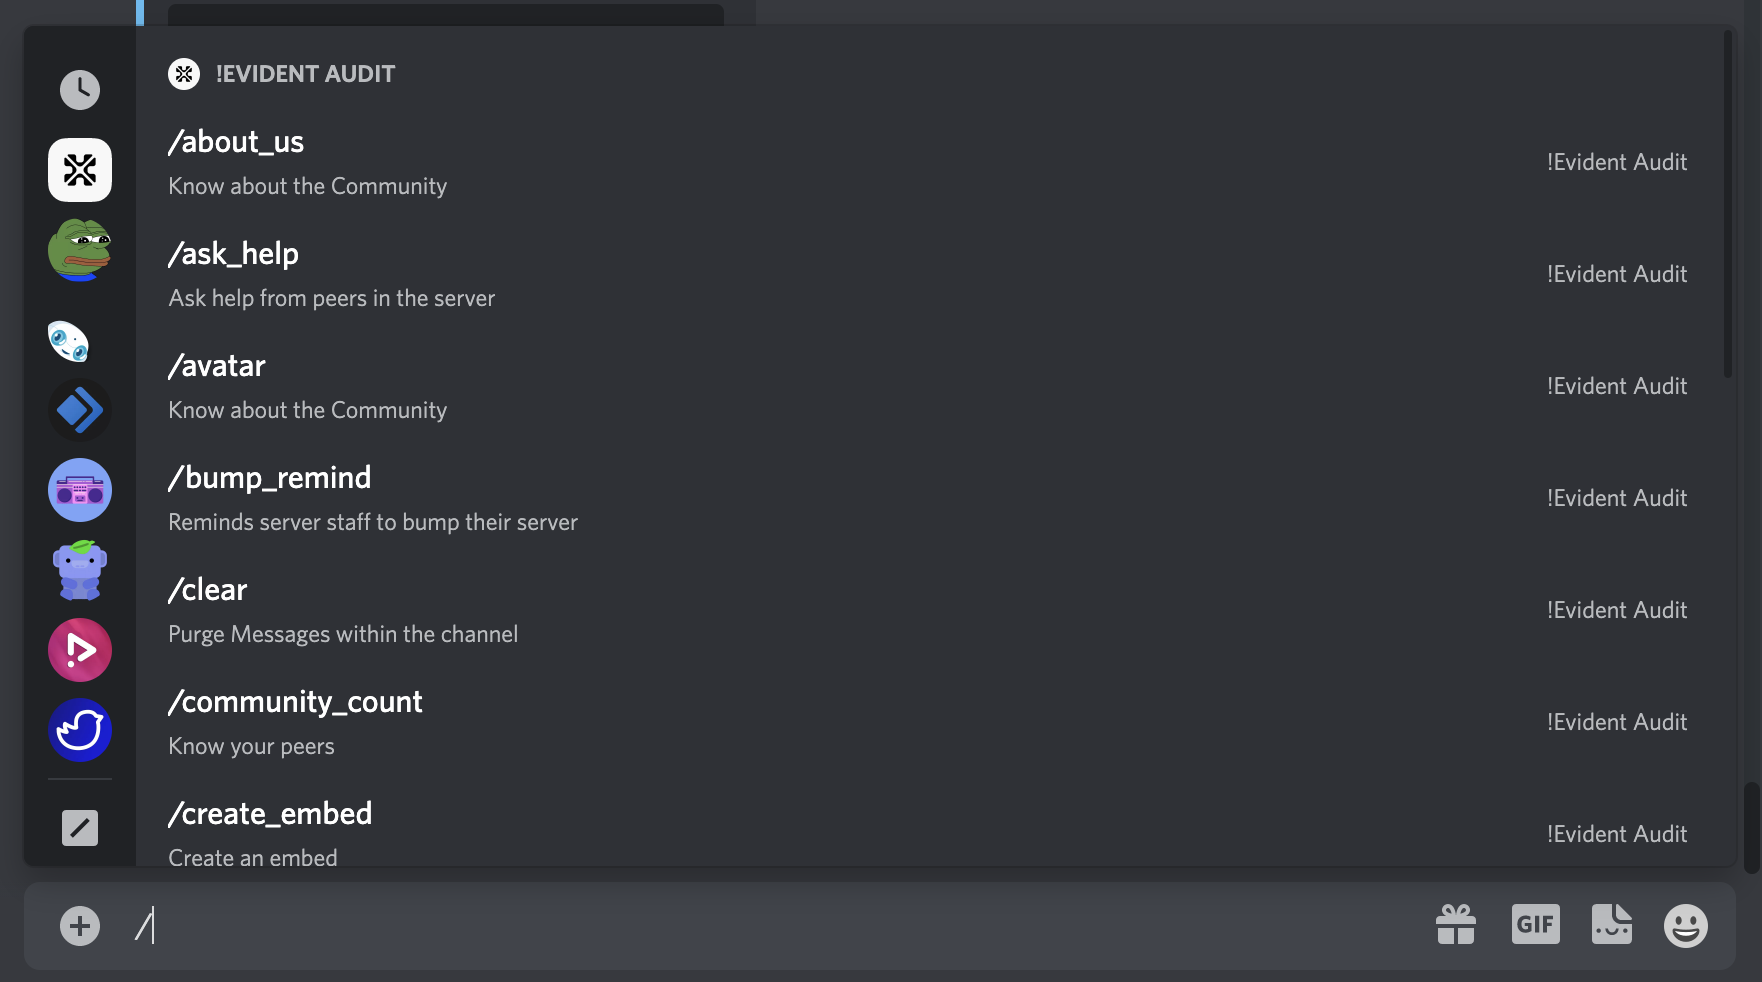 !EVIDENT AUDIT
/about_us
Know about the Community
!Evident Audit
/ask_help
Ask help from peers in the server
!Evident Audit
/avatar
Know about the Community
!Evident Audit
/bump_remind
Reminds server staff to bump their server
!Evident Audit
/clear
Purge Messages within the channel
!Evident Audit
/community_count
Know your peers
!Evident Audit
/create_embed
Create an embed
!Evident Audit
/
GIF